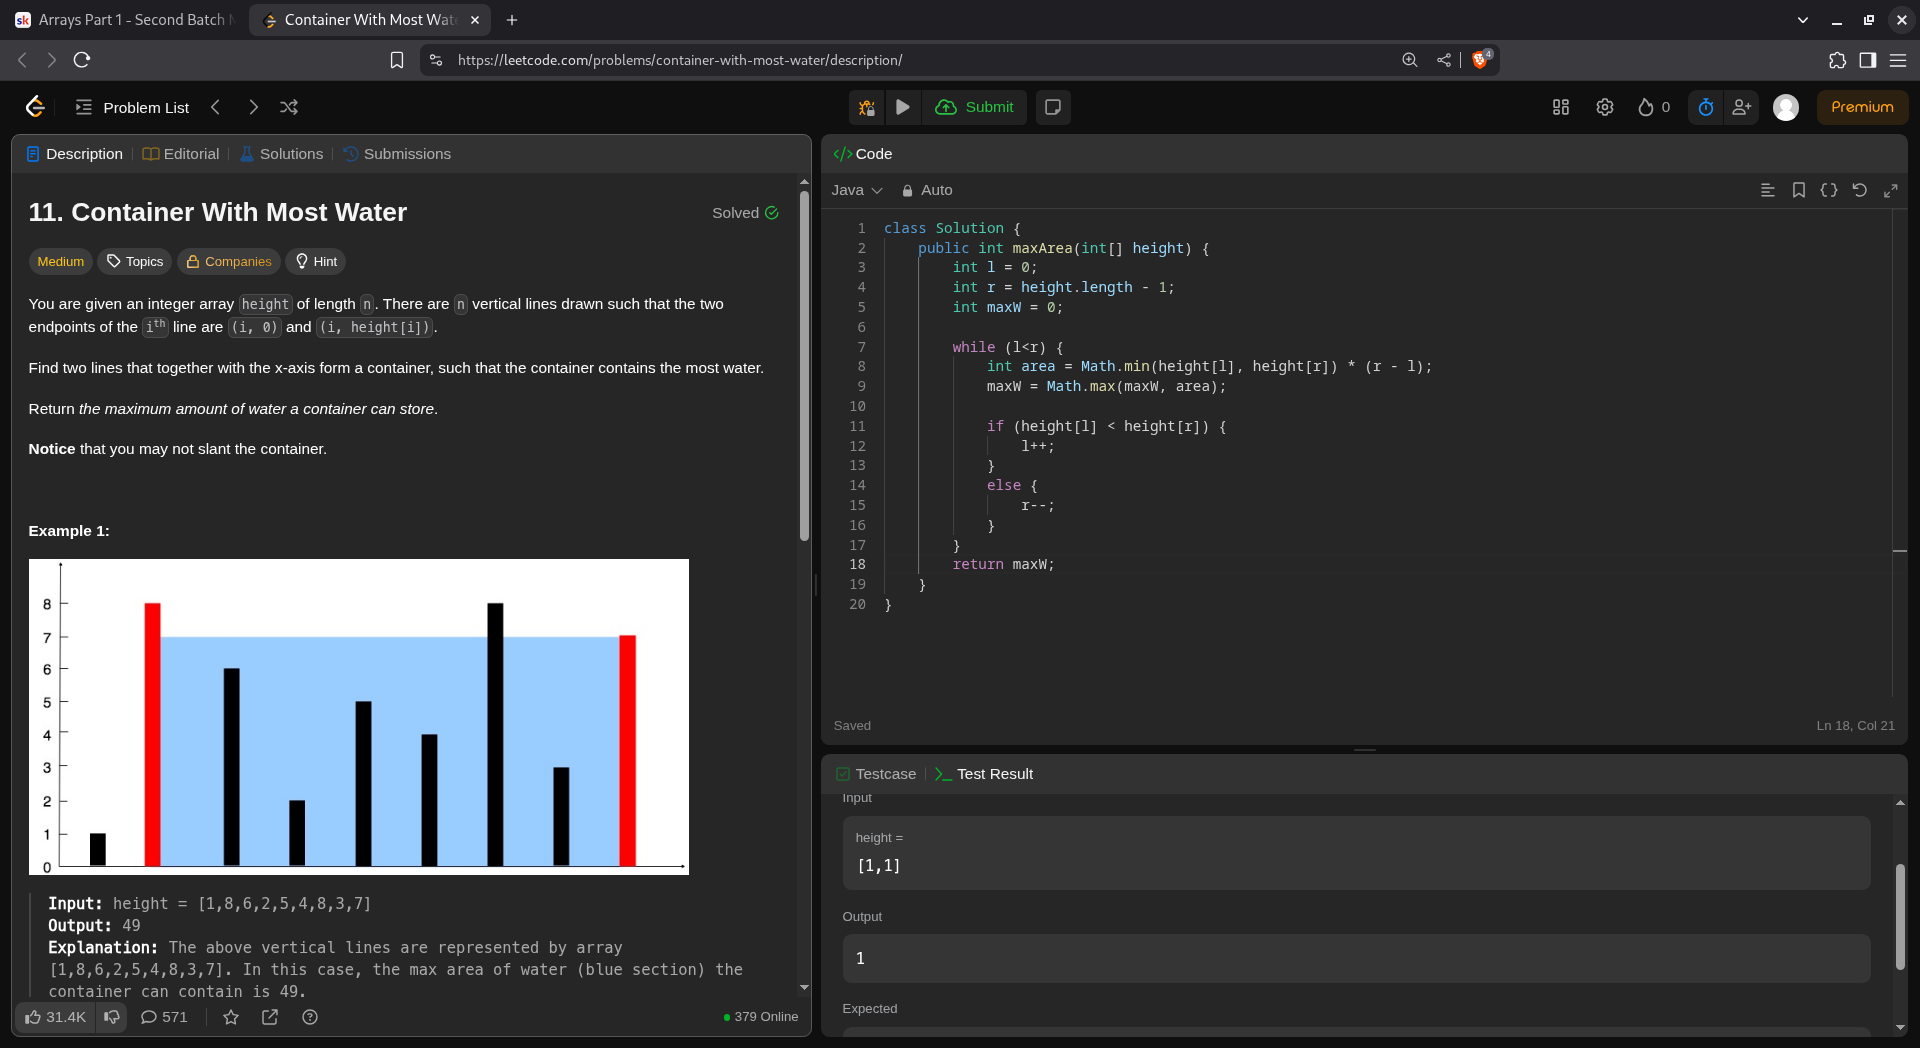 Arrays Part 1 - Second Batch
Container With Most Wat
https://leetcode.com/problems/container-with-most-water/description/
4
Problem List
Submit
0
Premium
Description
Editorial
Solutions
Submissions
11. Container With Most Water
Solved
Medium
Topics
Companies
Hint
You are given an integer array height of length n. There are n vertical lines drawn such that the two
endpoints of the ith line are (i, 0) and (i, height[i]).
Find two lines that together with the x-axis form a container, such that the container contains the most water.
Return the maximum amount of water a container can store.
Notice that you may not slant the container.
Example 1:
8
7
6
5
4
3
2
1
0
Input: height = [1,8,6,2,5,4,8,3,7]
Output: 49
Explanation: The above vertical lines are represented by array
[1,8,6,2,5,4,8,3,7]. In this case, the max area of water (blue section) the
container can contain is 49.
31.4K
571
379 Online
</> Code
Java
Auto
1 class Solution {
2 public int maxArea(int[] height) {
3 int l = 0;
4 int r = height.length - 1;
5 int maxW = 0;
6
7 while (l<r) {
8 int area = Math.min(height[l], height[r]) * (r - l);
9 maxW = Math.max(maxW, area);
10
11 if (height[l] < height[r]) {
12 l++;
13 }
14 else {
15 r--;
16 }
17 }
18 return maxW;
19 }
20 }
Saved
Ln 18, Col 21
Testcase
Test Result
Input
height =
[1,1]
Output
1
Expected